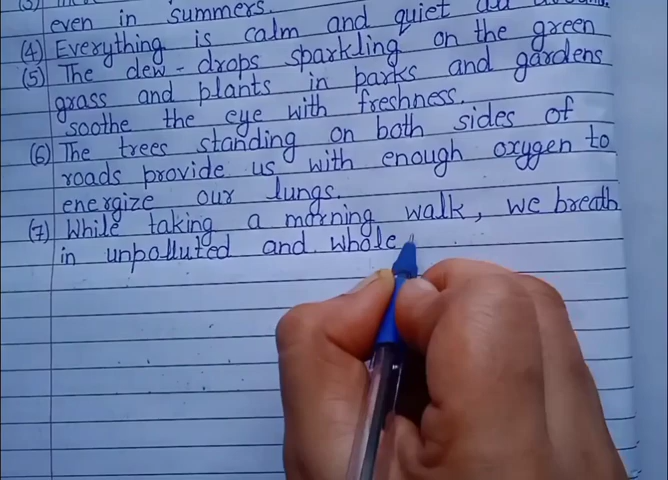 even in summers.
(4) Everything is calm and quiet all
(5) The dew-drops sparkling on the green
grass and plants in parks and gardens
soothe the eye with freshness.
(6) The trees standing on both sides of
roads provide us with enough oxygen to
energize our lungs.
(7) While taking a morning walk, we breath
in unpolluted and whole